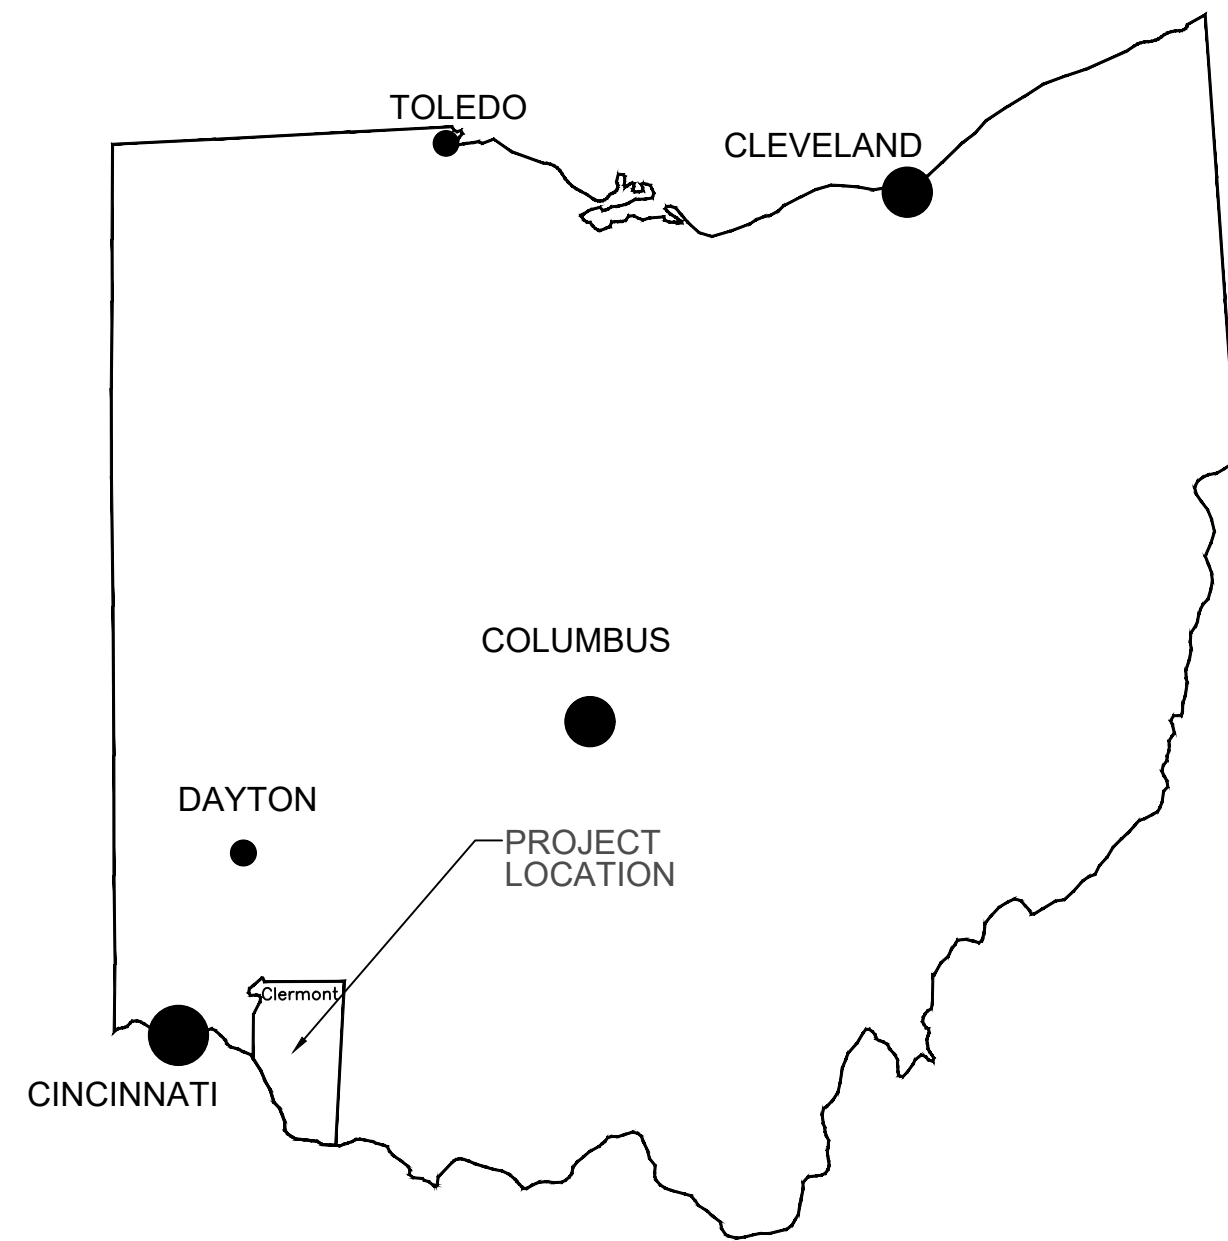 TOLEDO
CLEVELAND
COLUMBUS
DAYTON
PROJECT
LOCATION
Clermont
CINCINNATI